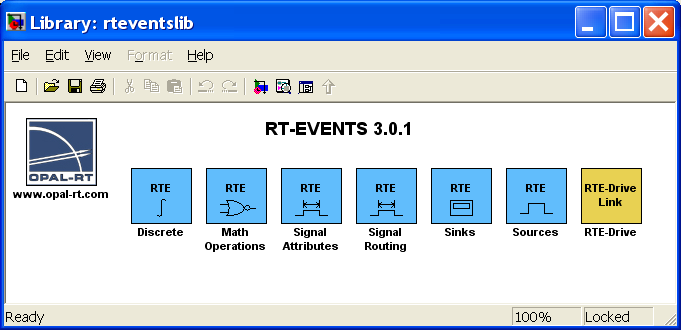 Library: rteventslib
File Edit View Format Help
RT-EVENTS 3.0.1
OPAL-RT
www.opal-rt.com
RTE RTE RTE RTE RTE RTE RTE-Drive Link
Discrete Math Operations Signal Attributes Signal Routing Sinks Sources RTE-Drive
Ready 100% Locked